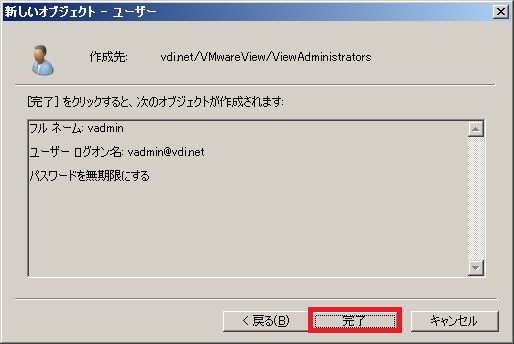 新しいオブジェクト - ユーザー
作成先: vdi.net/VMwareView/ViewAdministrators
[完了] をクリックすると、次のオブジェクトが作成されます:
フル ネーム: vadmin
ユーザー ログオン名: vadmin@vdi.net
パスワードを無期限にする
< 戻る(B) 完了 キャンセル